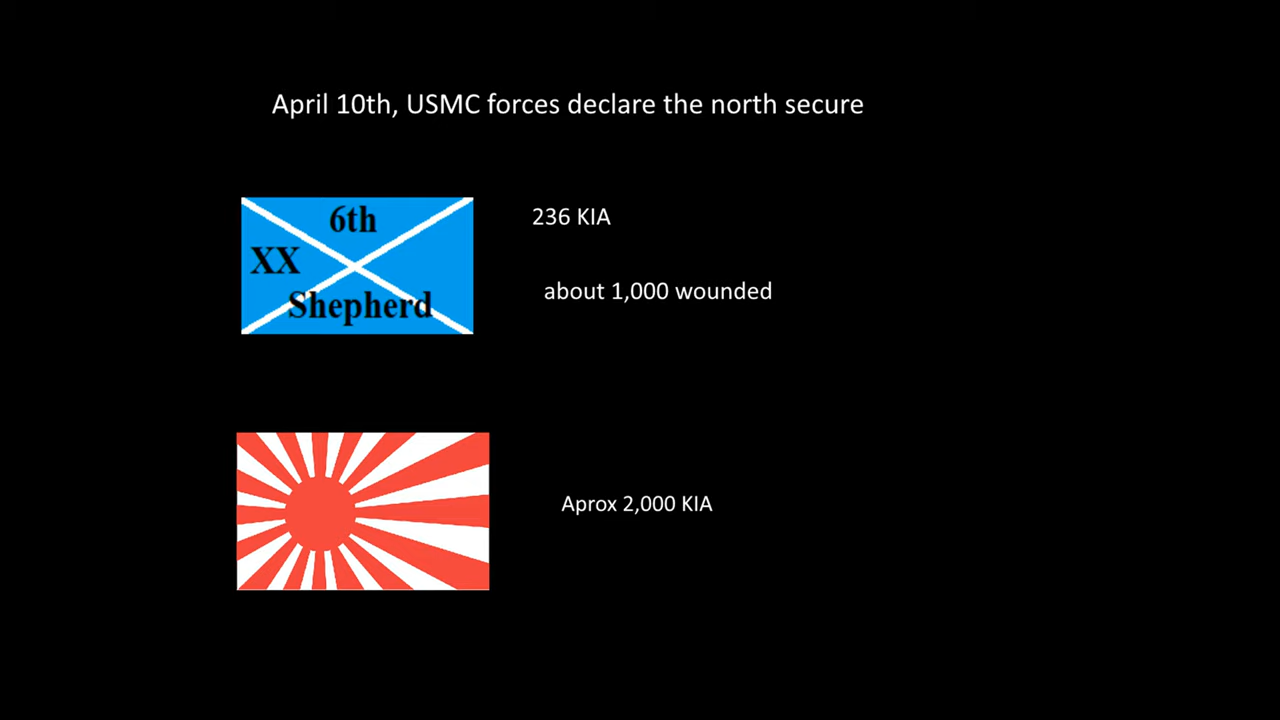 April 10th, USMC forces declare the north secure
6th
XX
Shepherd
236 KIA
about 1,000 wounded
Aprox 2,000 KIA